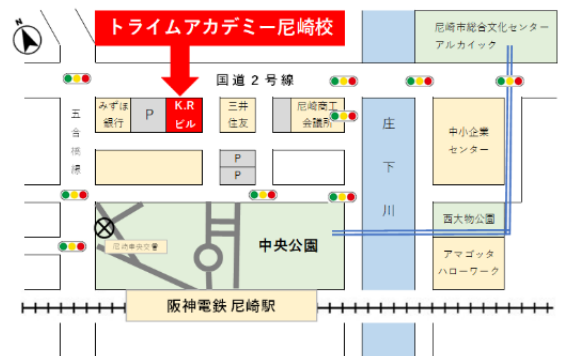 トライムアカデミー尼崎校
N
尼崎市総合文化センター
アルカイック
国道2号線
みずほ
銀行
P
K.R
ビル
三井
住友
尼崎商工
会議所
五合橋線
庄下川
中小企業
センター
P
P
西大物公園
尼崎中央交番
中央公園
アマゴッタ
ハローワーク
阪神電鉄 尼崎駅